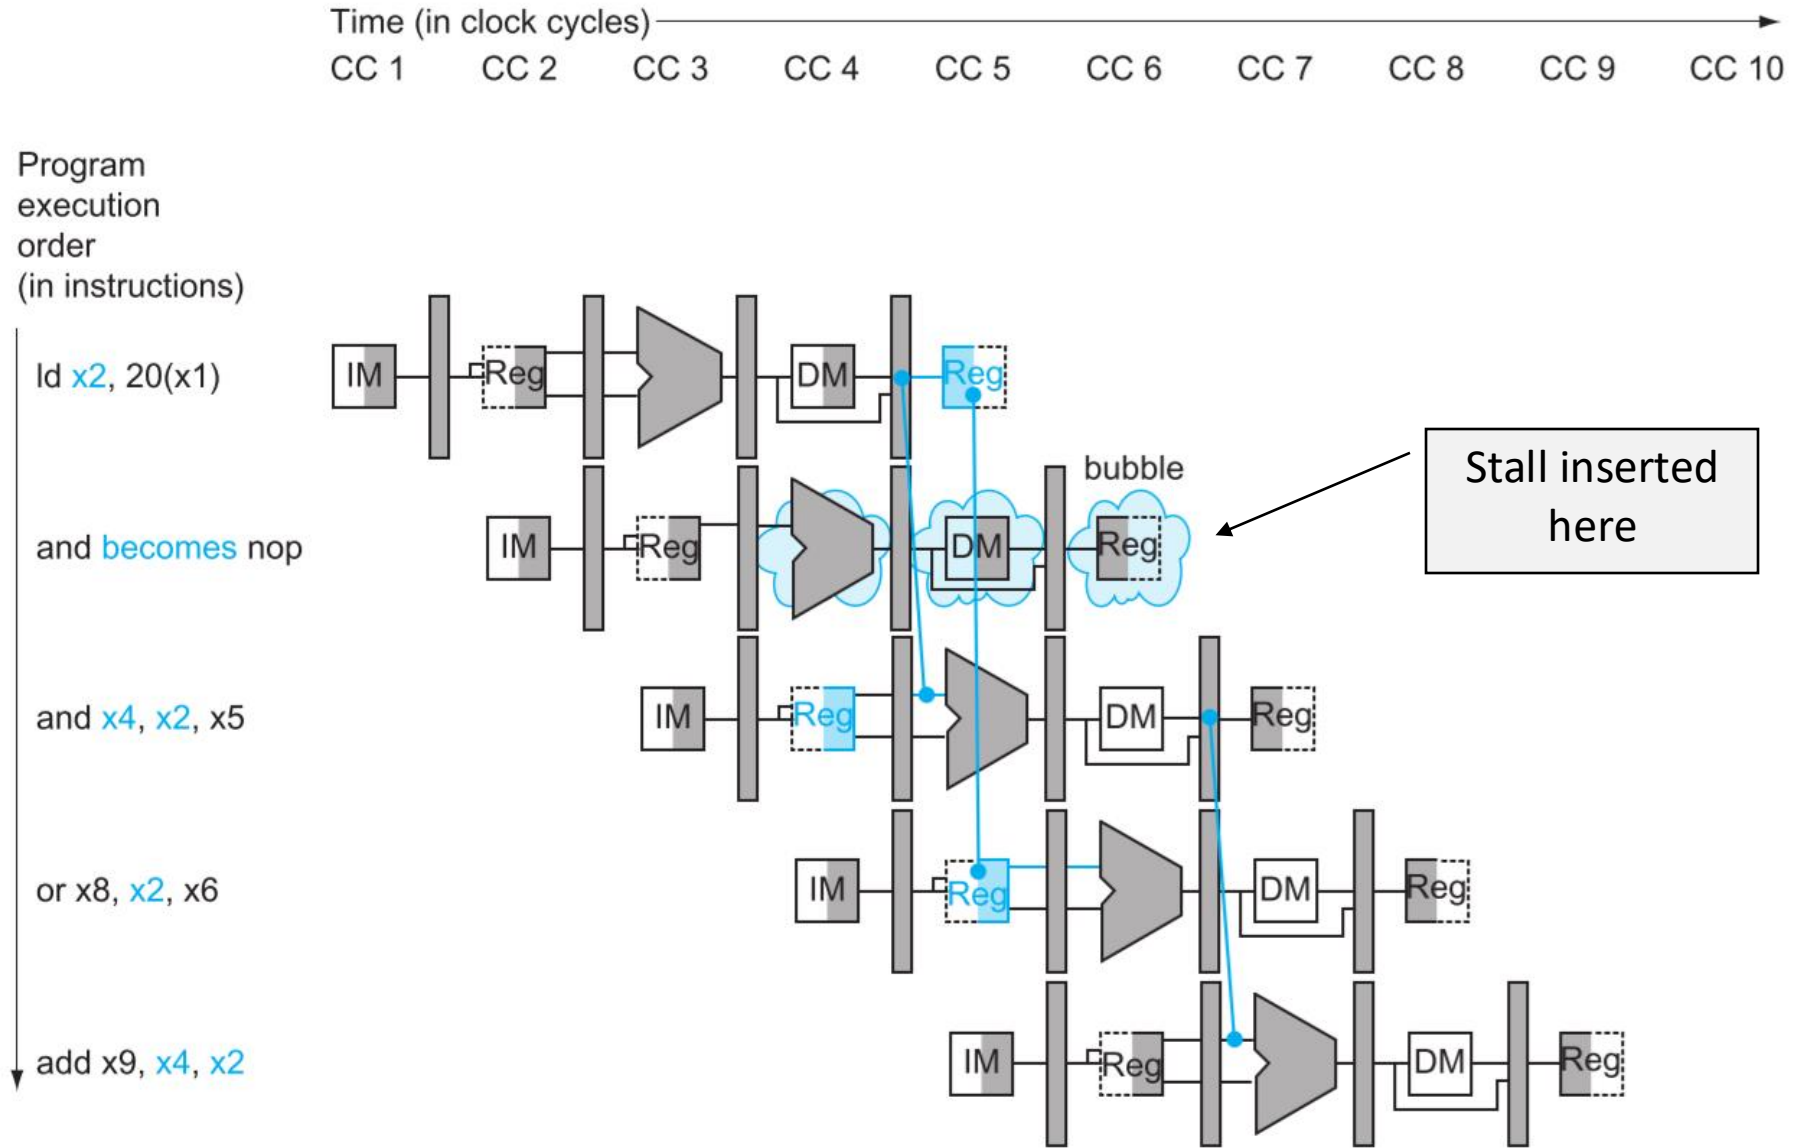 Time (in clock cycles)
CC 1 CC 2 CC 3 CC 4 CC 5 CC 6 CC 7 CC 8 CC 9 CC 10
Program
execution
order
(in instructions)
ld x2, 20(x1)
IM Reg DM Reg
bubble
Stall inserted
here
and becomes nop
IM Reg DM Reg
and x4, x2, x5
IM Reg DM Reg
or x8, x2, x6
IM Reg DM Reg
add x9, x4, x2
IM Reg DM Reg